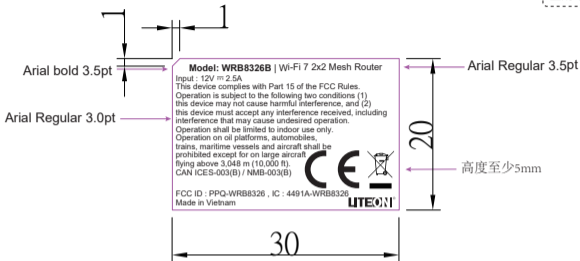 1
1
Arial bold 3.5pt
Model: WRB8326B | Wi-Fi 7 2x2 Mesh Router
Arial Regular 3.5pt
Input : 12V ⎓ 2.5A
This device complies with Part 15 of the FCC Rules.
Operation is subject to the following two conditions (1)
this device may not cause harmful interference, and (2)
Arial Regular 3.0pt
this device must accept any interference received, including
interference that may cause undesired operation.
Operation shall be limited to indoor use only.
Operation on oil platforms, automobiles,
trains, maritime vessels and aircraft shall be
prohibited except for on large aircraft
flying above 3,048 m (10,000 ft).
CAN ICES-003(B) / NMB-003(B)
CE
20
高度至少5mm
FCC ID : PPQ-WRB8326 , IC : 4491A-WRB8326
Made in Vietnam
LITEON
30